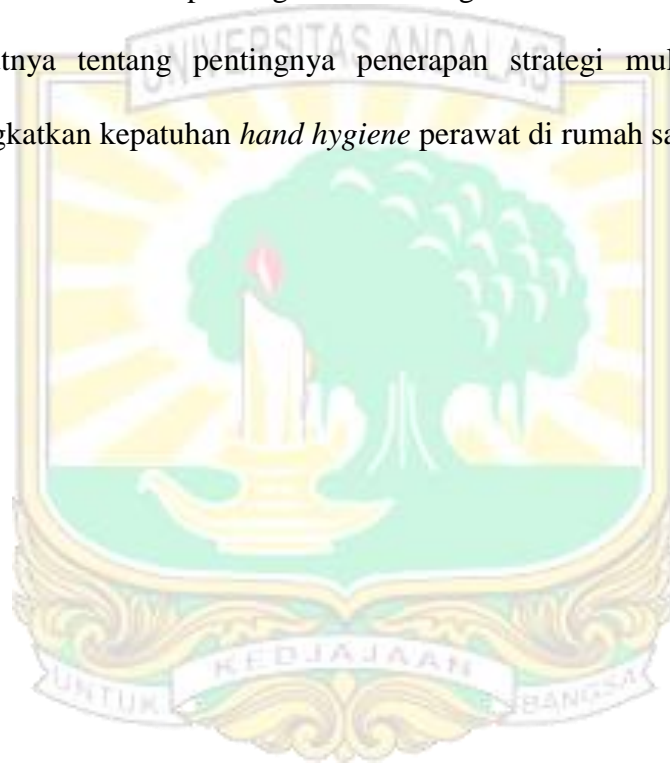 UNIVERSITAS ANDALAS
tnya tentang pentingnya penerapan strategi mul
gkatkan kepatuhan hand hygiene perawat di rumah sa
UNTUK KEDJAJAAN BANGSA